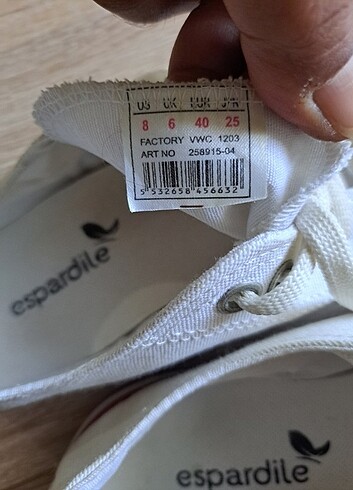 US UK EUR JPN
8 6 40 25
FACTORY VWC 1203
ART NO 258915-04
5 532658 456632
espardile
espardile